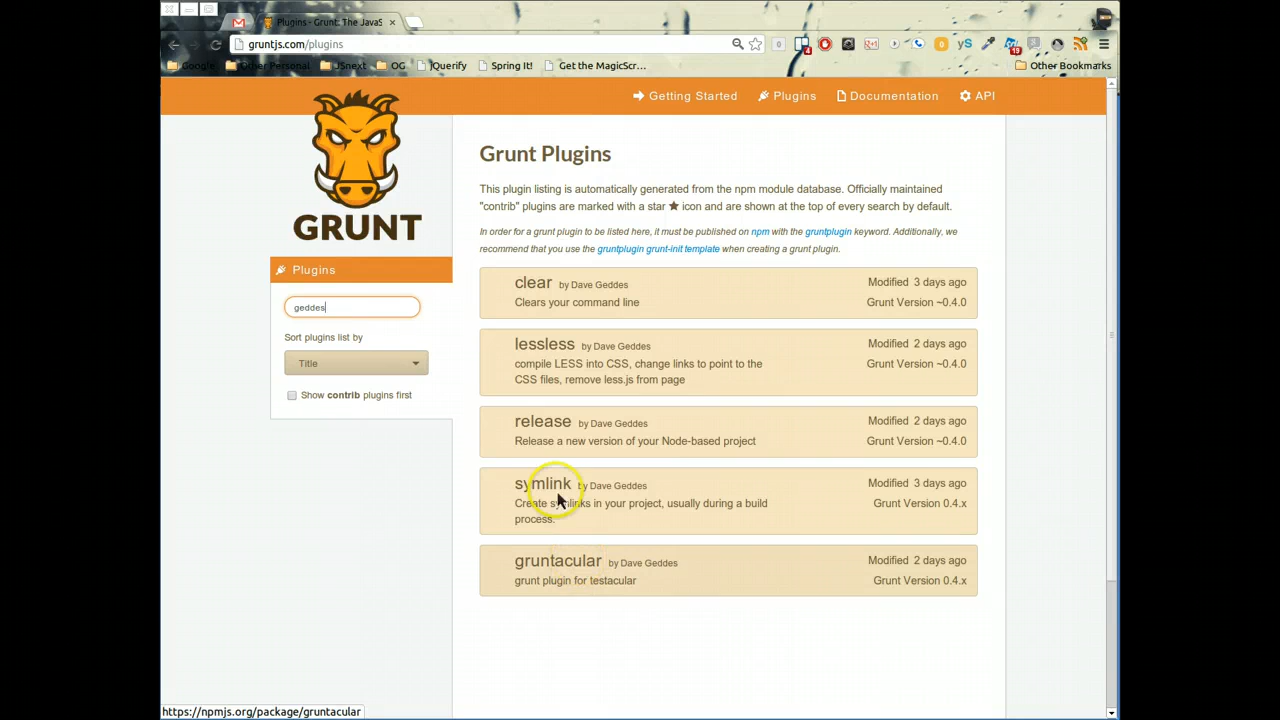 Plugins - Grunt: The JavaS
gruntjs.com/plugins
Google
Other Personal
JSnext
OG
jQuerify
Spring It!
Get the MagicScr...
Other Bookmarks
Getting Started
Plugins
Documentation
API
GRUNT
Plugins
geddes
Sort plugins list by
Title
Show contrib plugins first
Grunt Plugins
This plugin listing is automatically generated from the npm module database. Officially maintained
"contrib" plugins are marked with a star ★ icon and are shown at the top of every search by default.
In order for a grunt plugin to be listed here, it must be published on npm with the gruntplugin keyword. Additionally, we
recommend that you use the gruntplugin grunt-init template when creating a grunt plugin.
clear by Dave Geddes
Modified 3 days ago
Clears your command line
Grunt Version ~0.4.0
lessless by Dave Geddes
Modified 2 days ago
compile LESS into CSS, change links to point to the
Grunt Version ~0.4.0
CSS files, remove less.js from page
release by Dave Geddes
Modified 2 days ago
Release a new version of your Node-based project
Grunt Version ~0.4.0
symlink by Dave Geddes
Modified 3 days ago
Create symlinks in your project, usually during a build
Grunt Version 0.4.x
process.
gruntacular by Dave Geddes
Modified 2 days ago
grunt plugin for testacular
Grunt Version 0.4.x
https://npmjs.org/package/gruntacular